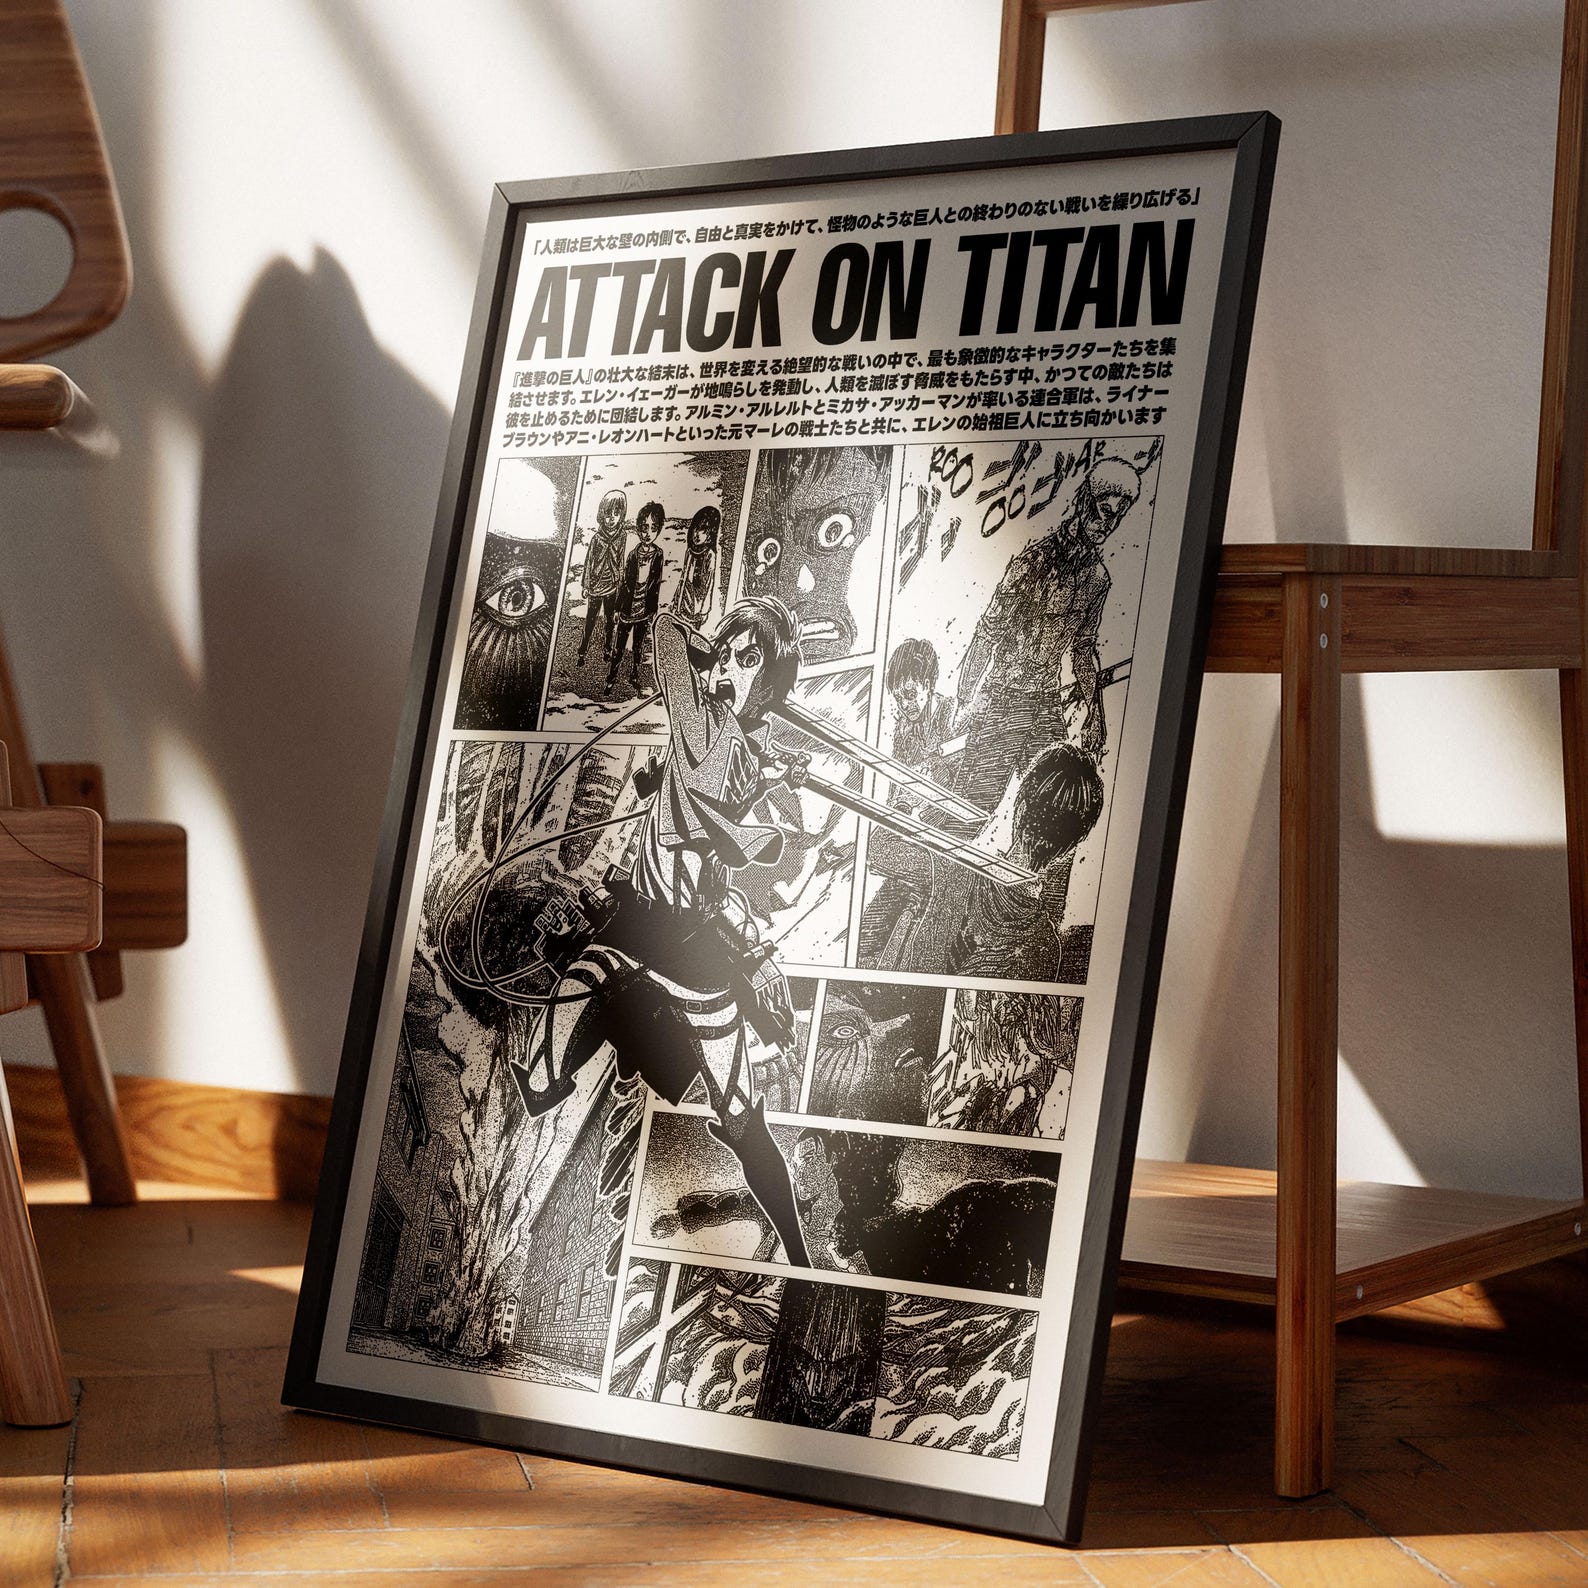 「人類は巨大な壁の内側で、自由と真実をかけて、怪物のような巨人との終わりのない戦いを繰り広げる」
ATTACK ON TITAN
『進撃の巨人』の壮大な結末は、世界を変える絶望的な戦いの中で、最も象徴的なキャラクターたちを集
結させます。エレン・イェーガーが地鳴らしを発動し、人類を滅ぼす脅威をもたらす中、かつての敵たちは
彼を止めるために団結します。アルミン・アルレルトとミカサ・アッカーマンが率いる連合軍は、ライナー
ブラウンやアニ・レオンハートといった元マーレの戦士たちと共に、エレンの始祖巨人に立ち向かいます